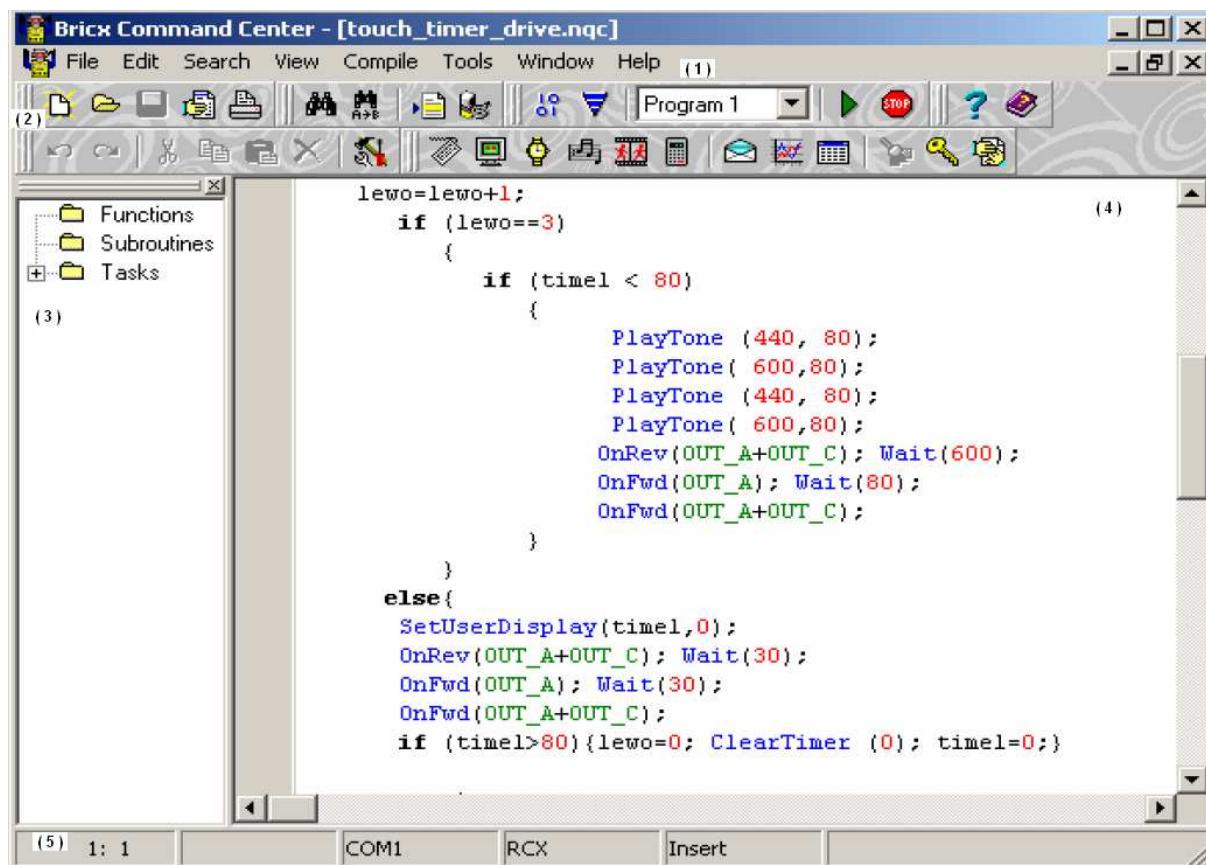 Bricx Command Center - [touch_timer_drive.nqc]
File Edit Search View Compile Tools Window Help (1)
(2) A→B Program 1 STOP ?
Functions
Subroutines
Tasks
(3)
(4)
lewo=lewo+1;
if (lewo==3)
{
if (timel < 80)
{
PlayTone (440, 80);
PlayTone( 600,80);
PlayTone (440, 80);
PlayTone( 600,80);
OnRev(OUT_A+OUT_C); Wait(600);
OnFwd(OUT_A); Wait(80);
OnFwd(OUT_A+OUT_C);
}
}
else{
SetUserDisplay(timel,0);
OnRev(OUT_A+OUT_C); Wait(30);
OnFwd(OUT_A); Wait(30);
OnFwd(OUT_A+OUT_C);
if (timel>80){lewo=0; ClearTimer (0); timel=0;}
(5) 1: 1 COM1 RCX Insert